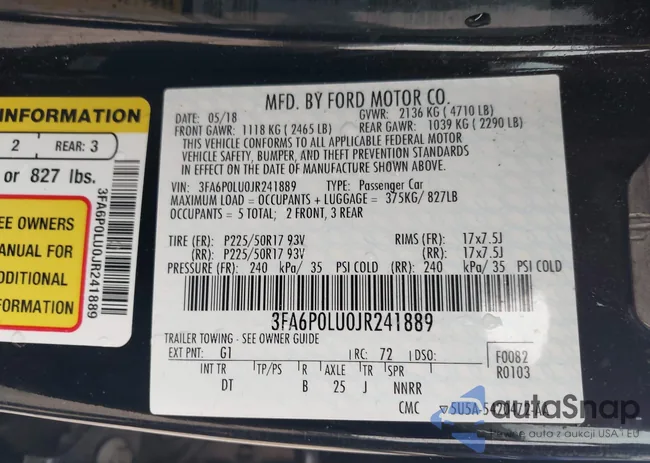 INFORMATION
2 REAR: 3
or 827 lbs.
EE OWNERS
ANUAL FOR
DDITIONAL
FORMATION
3FA6P0LU0JR241889
MFD. BY FORD MOTOR CO.
DATE: 05/18 GVWR: 2136 KG (4710 LB)
FRONT GAWR: 1118 KG (2465 LB) REAR GAWR: 1039 KG (2290 LB)
THIS VEHICLE CONFORMS TO ALL APPLICABLE FEDERAL MOTOR
VEHICLE SAFETY, BUMPER, AND THEFT PREVENTION STANDARDS
IN EFFECT ON THE DATE OF MANUFACTURE SHOWN ABOVE.
VIN: 3FA6P0LU0JR241889 TYPE: Passenger Car
MAXIMUM LOAD = OCCUPANTS + LUGGAGE = 375KG/ 827LB
OCCUPANTS = 5 TOTAL; 2 FRONT, 3 REAR
TIRE (FR): P225/50R17 93V RIMS (FR): 17x7.5J
(RR): P225/50R17 93V (RR): 17x7.5J
PRESSURE (FR): 240 kPa/ 35 PSI COLD (RR): 240 kPa/ 35 PSI COLD
3FA6P0LU0JR241889
TRAILER TOWING - SEE OWNER GUIDE
EXT PNT: G1 RC: 72 DSO:
F0082
R0103
INT TR TP/PS R AXLE TR SPR
DT B 25 J NNRR
CMC
autoSnap
Живые авто з аукционов USA | EU